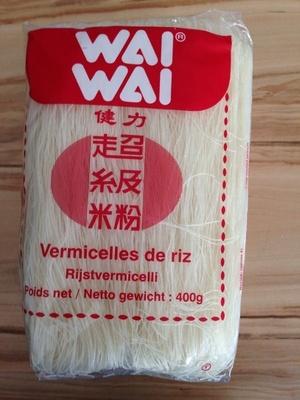 WAI®
WAI
健力
超
級
米粉
Vermicelles de riz
Rijstvermicelli
Poids net / Netto gewicht : 400g